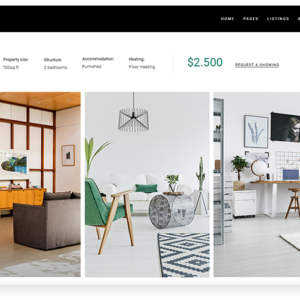 HOME PAGES LISTINGS
Property size: Structure: Accommodation: Heating:
700sq ft 2 bedrooms Furnished Floor Heating
$2.500 REQUEST A SHOWING